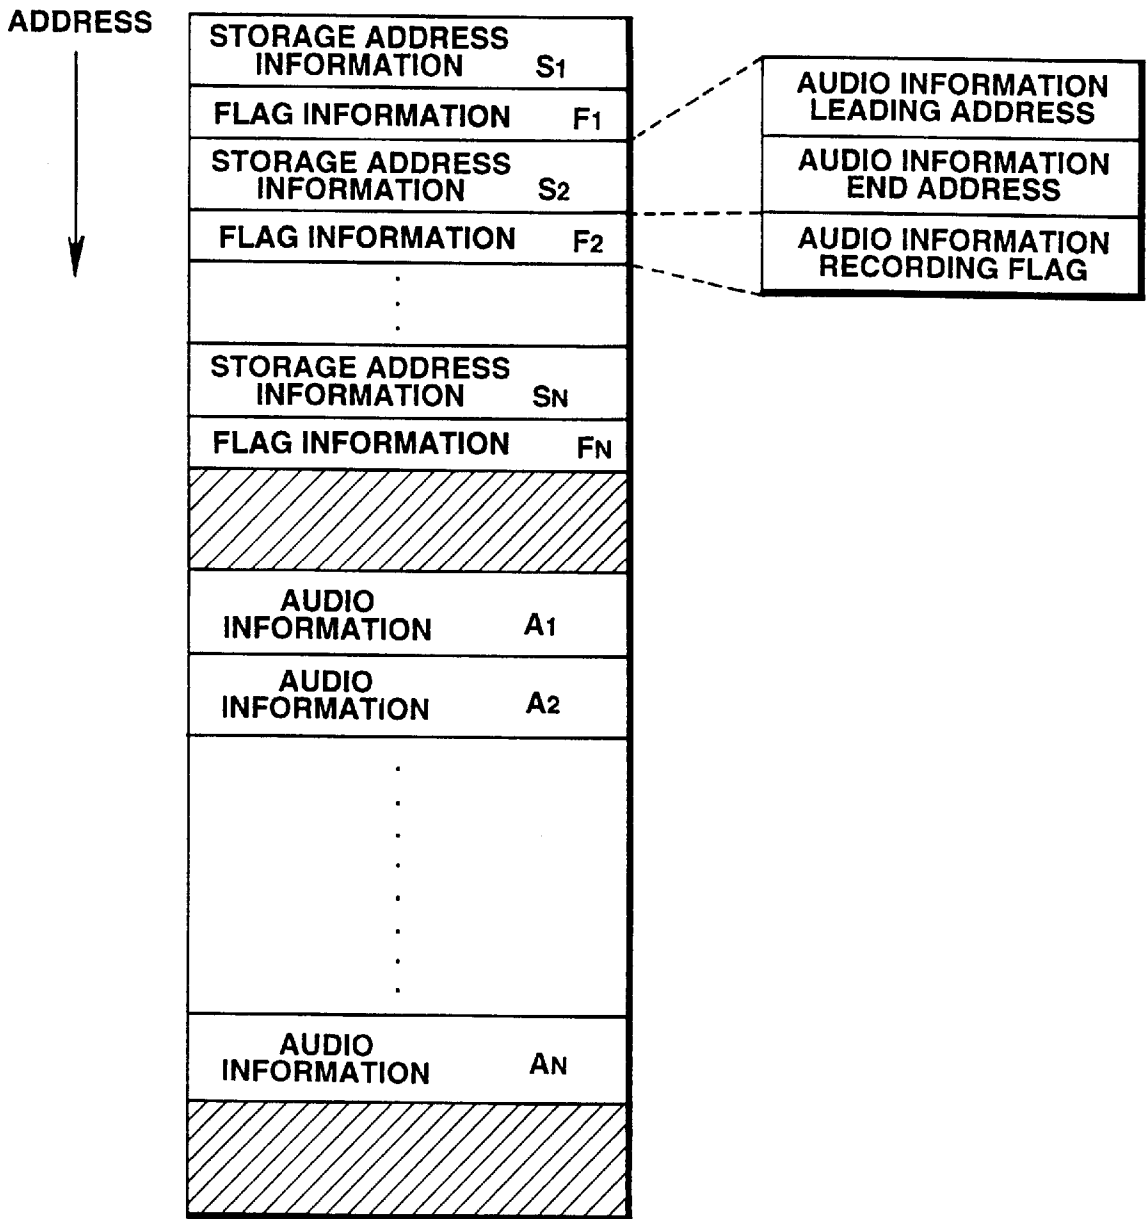 ADDRESS
STORAGE ADDRESS
INFORMATION S1
FLAG INFORMATION F1
STORAGE ADDRESS
INFORMATION S2
FLAG INFORMATION F2
STORAGE ADDRESS
INFORMATION SN
FLAG INFORMATION FN
AUDIO
INFORMATION A1
AUDIO
INFORMATION A2
AUDIO
INFORMATION AN
AUDIO INFORMATION
LEADING ADDRESS
AUDIO INFORMATION
END ADDRESS
AUDIO INFORMATION
RECORDING FLAG